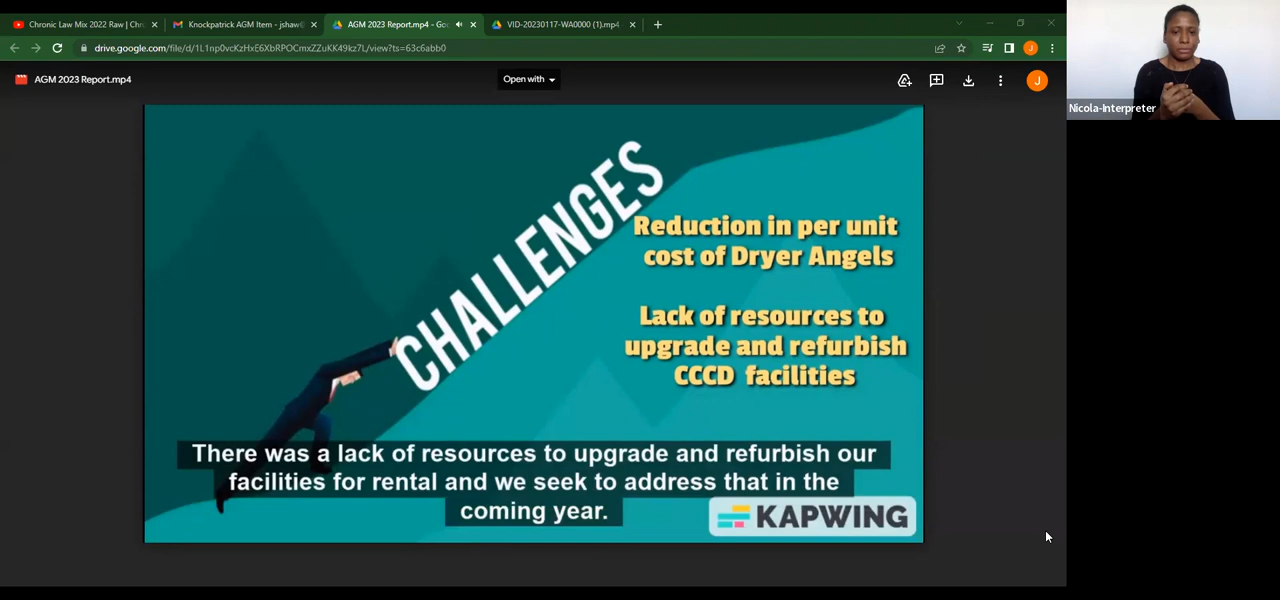 Chronic Law Mix 2022 Raw | Chr
Knockpatrick AGM Item - jshaw
AGM 2023 Report.mp4 - Goo
VID-20230117-WA0000 (1).mp4
drive.google.com/file/d/1L1np0vcKzHxE6XbRPOCmxZZuKK49kz7L/view?ts=63c6abb0
J
AGM 2023 Report.mp4
Open with
J
Nicola-Interpreter
CHALLENGES
Reduction in per unit
cost of Dryer Angels
Lack of resources to
upgrade and refurbish
CCCD facilities
There was a lack of resources to upgrade and refurbish our
facilities for rental and we seek to address that in the
coming year.
KAPWING